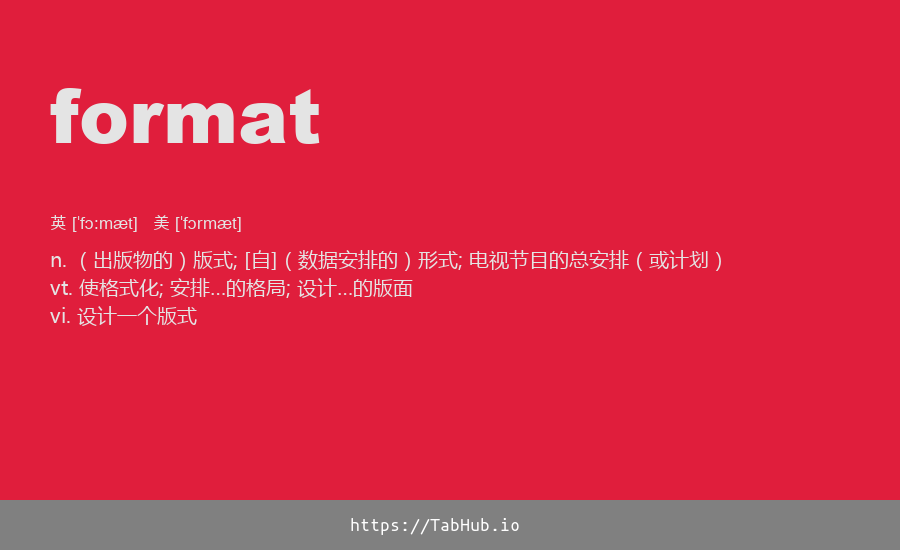 format
英 [ˈfɔːmæt] 美 [ˈfɔrmæt]
n. （出版物的）版式; [自]（数据安排的）形式; 电视节目的总安排（或计划）
vt. 使格式化; 安排…的格局; 设计…的版面
vi. 设计一个版式
https://TabHub.io